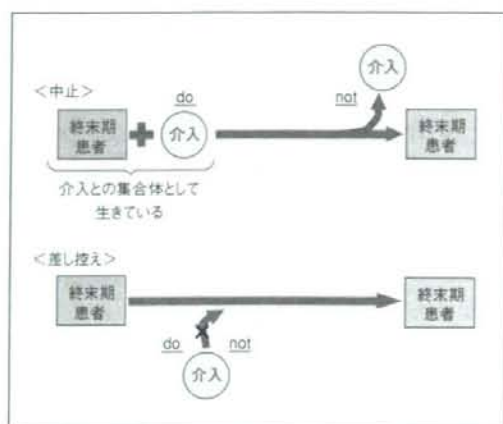 介入
<中止>
do
not
終末期
患者
介入
終末期
患者
介入との集合体として
生きている
<差し控え>
終末期
患者
終末期
患者
do
not
介入